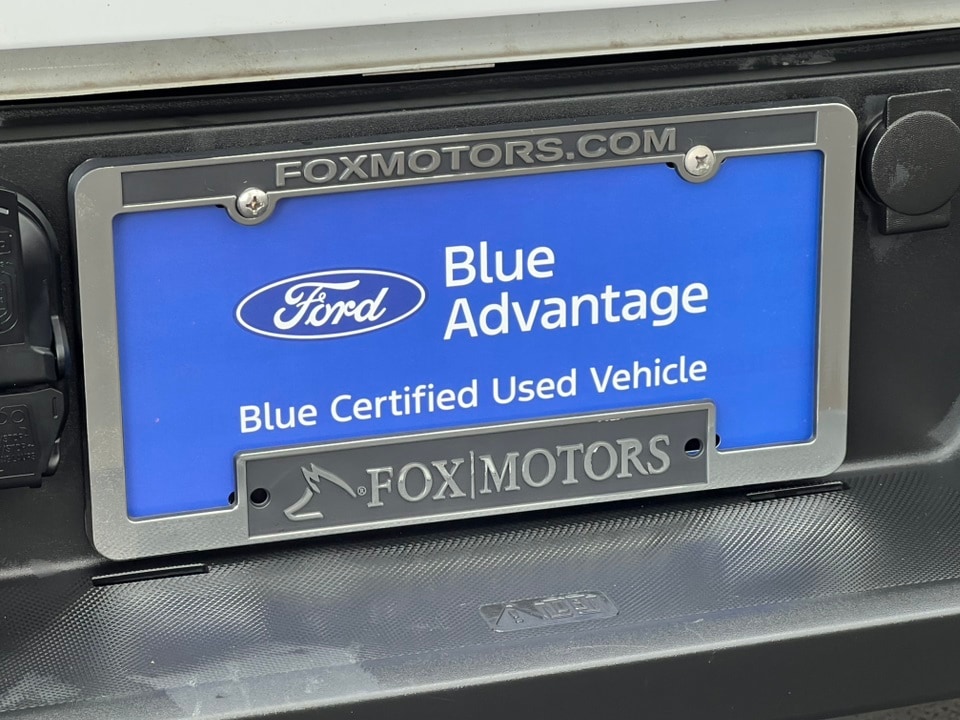 FOXMOTORS.COM
Ford
Blue
Advantage
Blue Certified Used Vehicle
® FOX|MOTORS